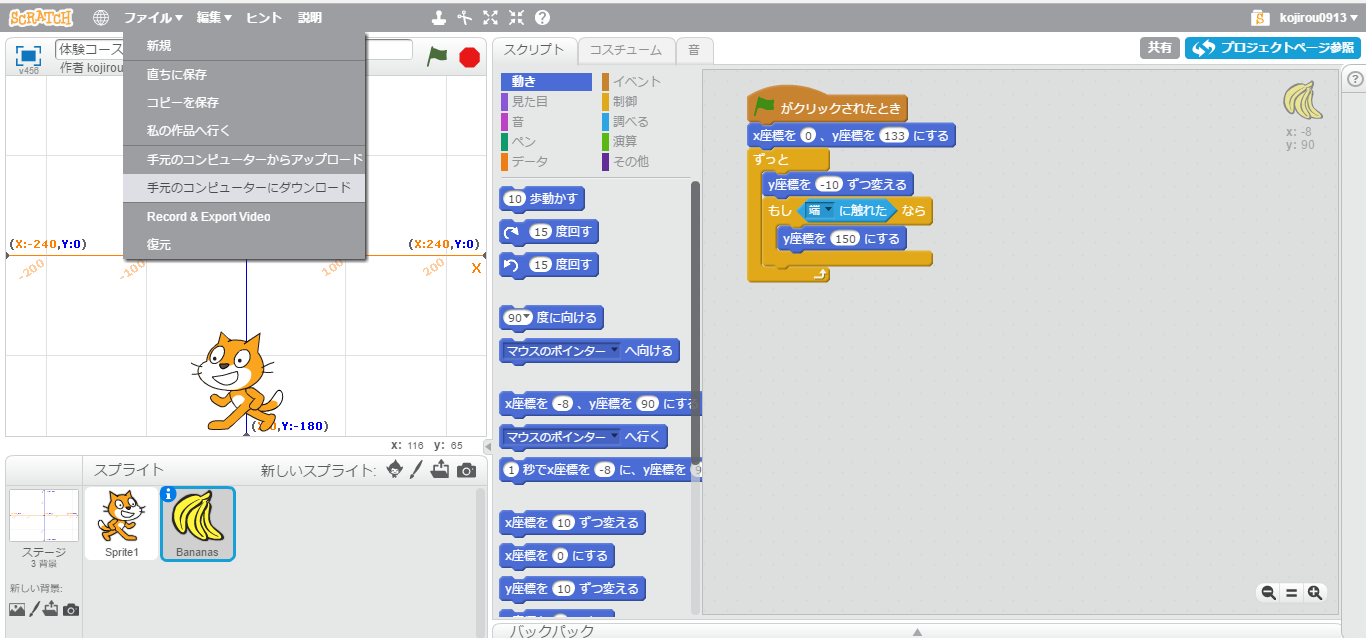 SCRATCH ファイル▼ 編集▼ ヒント 説明 kojirou0913▼
v456 体験コース
作者 kojirou
新規
直ちに保存
コピーを保存
私の作品へ行く
手元のコンピューターからアップロード
手元のコンピューターにダウンロード
Record & Export Video
復元
(X:-240,Y:0) (X:240,Y:0)
-200 -100 100 200 X
Y:-180)
x: 116 y: 65
スプライト 新しいスプライト:
ステージ
3 背景
新しい背景:
Sprite1
Bananas
スクリプト コスチューム 音
共有 プロジェクトページ参照
動き イベント
見た目 制御
音 調べる
ペン 演算
データ その他
10 歩動かす
15 度回す
15 度回す
90▼ 度に向ける
マウスのポインター▼ へ向ける
x座標を -8 、y座標を 90 にする
マウスのポインター▼ へ行く
1 秒でx座標を -8 に、y座標を 9
x座標を 10 ずつ変える
x座標を 0 にする
y座標を 10 ずつ変える
がクリックされたとき
x座標を 0 、y座標を 133 にする
ずっと
y座標を -10 ずつ変える
もし 端▼ に触れた なら
y座標を 150 にする
x: -8
y: 90
バックパック